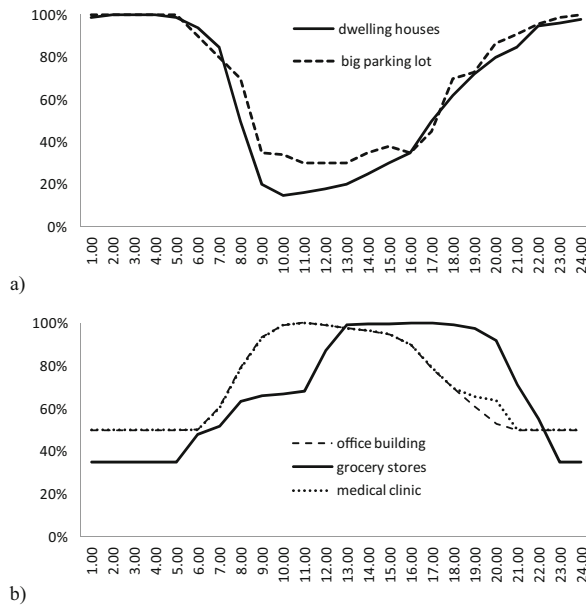 100%
80%
60%
40%
20%
0%
dwelling houses
big parking lot
1.00 2.00 3.00 4.00 5.00 6.00 7.00 8.00 9.00 10.00 11.00 12.00 13.00 14.00 15.00 16.00 17.00 18.00 19.00 20.00 21.00 22.00 23.00 24.00
a)
100%
80%
60%
40%
20%
0%
office building
grocery stores
medical clinic
1.00 2.00 3.00 4.00 5.00 6.00 7.00 8.00 9.00 10.00 11.00 12.00 13.00 14.00 15.00 16.00 17.00 18.00 19.00 20.00 21.00 22.00 23.00 24.00
b)